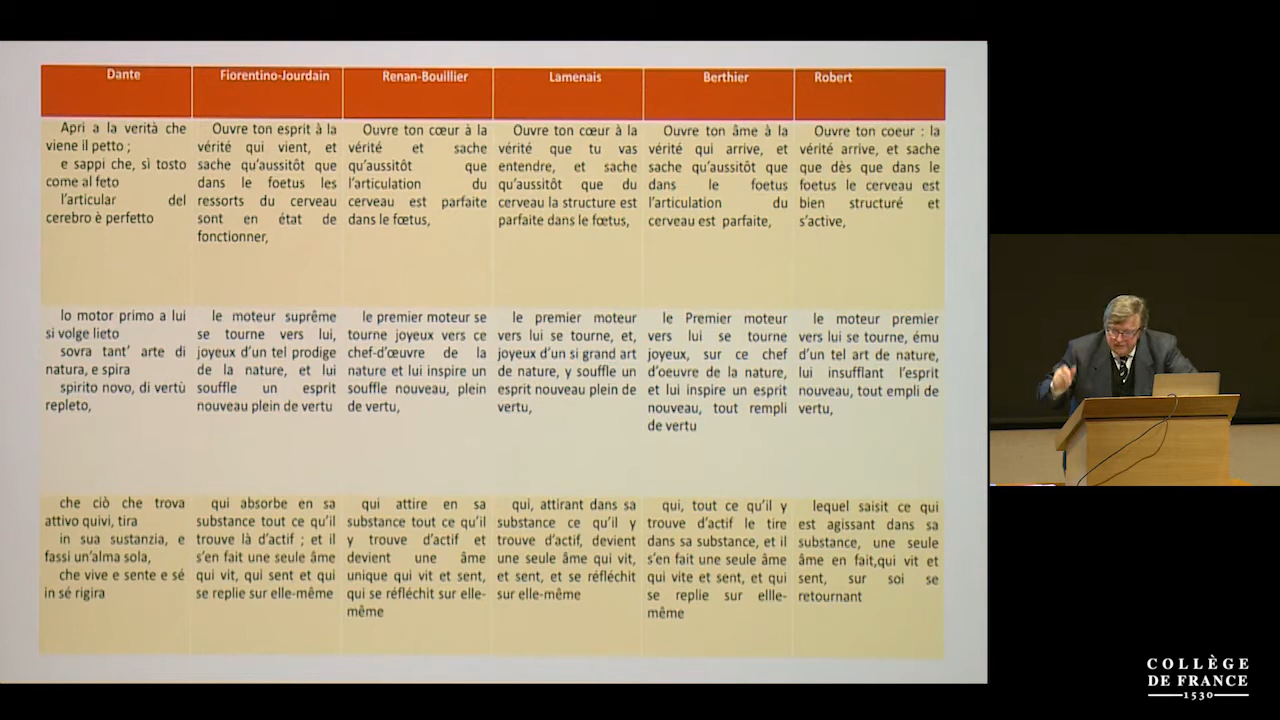 Dante
Fiorentino-Jourdain
Renan-Bouillier
Lamenais
Berthier
Robert
Apri a la verità che
viene il petto ;
e sappi che, sì tosto
come al feto
l'articular del
cerebro è perfetto
Ouvre ton esprit à la
vérité qui vient, et
sache qu'aussitôt que
dans le foetus les
ressorts du cerveau
sont en état de
fonctionner,
Ouvre ton cœur à la
vérité et sache
qu'aussitôt que
l'articulation du
cerveau est parfaite
dans le fœtus,
Ouvre ton cœur à la
vérité que tu vas
entendre, et sache
qu'aussitôt que du
cerveau la structure est
parfaite dans le fœtus,
Ouvre ton âme à la
vérité qui arrive, et
sache qu'aussitôt que
dans le foetus
l'articulation du
cerveau est parfaite,
Ouvre ton coeur : la
vérité arrive, et sache
que dès que dans le
foetus le cerveau est
bien structuré et
s'active,
lo motor primo a lui
si volge lieto
sovra tant' arte di
natura, e spira
spirito novo, di vertù
repleto,
le moteur suprême
se tourne vers lui,
joyeux d'un tel prodige
de la nature, et lui
souffle un esprit
nouveau plein de vertu
le premier moteur se
tourne joyeux vers ce
chef-d'œuvre de la
nature et lui inspire un
souffle nouveau, plein
de vertu,
le premier moteur
vers lui se tourne, et,
joyeux d'un si grand art
de nature, y souffle un
esprit nouveau plein de
vertu,
le Premier moteur
vers lui se tourne
joyeux, sur ce chef
d'oeuvre de la nature,
et lui inspire un esprit
nouveau, tout rempli
de vertu
le moteur premier
vers lui se tourne, ému
d'un tel art de nature,
lui insufflant l'esprit
nouveau, tout empli de
vertu,
che ciò che trova
attivo quivi, tira
in sua sustanzia, e
fassi un'alma sola,
che vive e sente e sé
in sé rigira
qui absorbe en sa
substance tout ce qu'il
trouve là d'actif ; et il
s'en fait une seule âme
qui vit, qui sent et qui
se replie sur elle-même
qui attire en sa
substance tout ce qu'il
y trouve d'actif et
devient une âme
unique qui vit et sent,
qui se réfléchit sur elle-
même
qui, attirant dans sa
substance ce qu'il y
trouve d'actif, devient
une seule âme qui vit,
et sent, et se réfléchit
sur elle-même
qui, tout ce qu'il y
trouve d'actif le tire
dans sa substance, et il
s'en fait une seule âme
qui vite et sent, et qui
se replie sur ellle-
même
lequel saisit ce qui
est agissant dans sa
substance, une seule
âme en fait,qui vit et
sent, sur soi se
retournant
COLLÈGE
DE FRANCE
1530